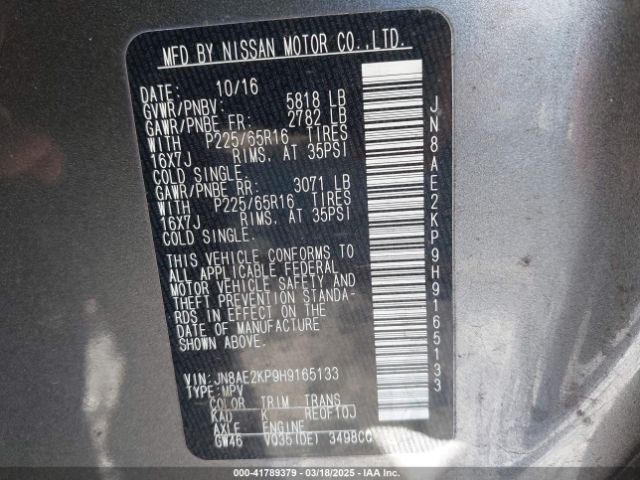 MFD BY NISSAN MOTOR CO.,LTD.
DATE: 10/16
GVWR/PNBV: 5818 LB
GAWR/PNBE FR: 2782 LB
WITH P225/65R16 TIRES
16X7J RIMS, AT 35PSI
COLD SINGLE.
GAWR/PNBE RR: 3071 LB
WITH P225/65R16 TIRES
16X7J RIMS, AT 35PSI
COLD SINGLE.
THIS VEHICLE CONFORMS TO
ALL APPLICABLE FEDERAL
MOTOR VEHICLE SAFETY AND
THEFT PREVENTION STANDA-
RDS IN EFFECT ON THE
DATE OF MANUFACTURE
SHOWN ABOVE.
VIN:JN8AE2KP9H9165133
TYPE:MPV
COLOR TRIM TRANS
KAD K RE0F10J
AXLE ENGINE
GW46 VQ35(DE) 3498CC
JN8AE2KP9H9165133
000-41789379 - 03/18/2025 - IAAI.COM